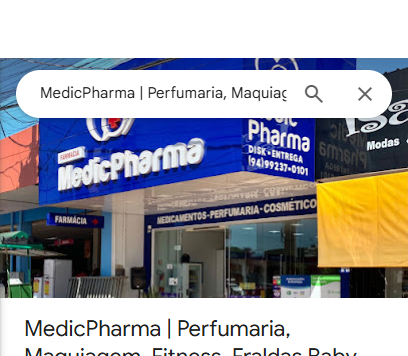 MedicPharma | Perfumaria, Maquiag
FARMÁCIA
MedicPharma
Pharma
DISK-ENTREGA
(94)99237-0101
Modas
FARMÁCIA
MEDICAMENTOS-PERFUMARIA-COSMÉTICO
MedicPharma | Perfumaria,
Maquiagem, Fitness, Fraldas Baby